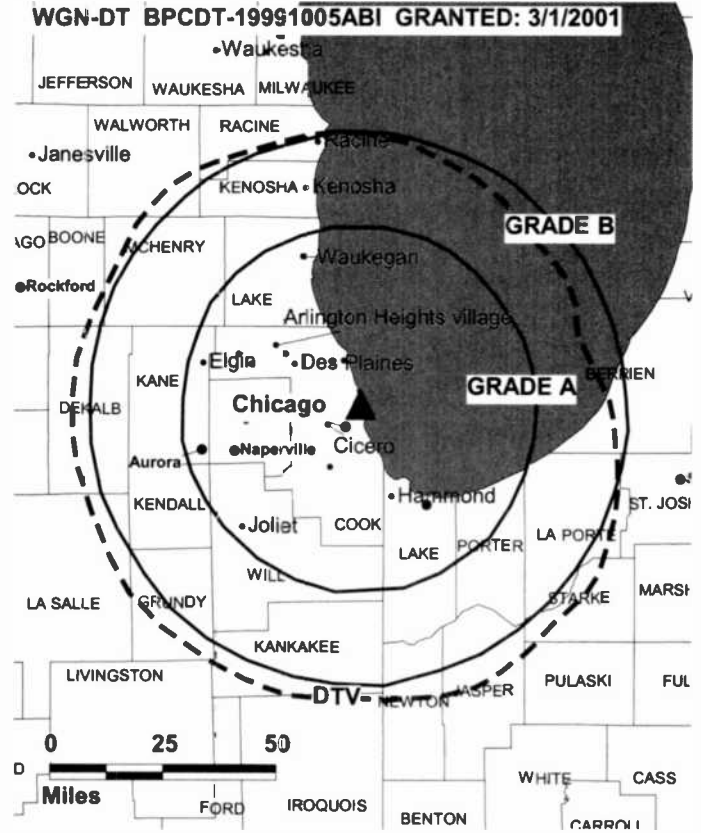 WGN-DT BPCDT-19991005ABI GRANTED: 3/1/2001
Waukesha
JEFFERSON
WAUKESHA
MILWAUKEE
WALWORTH
RACINE
Racine
Janesville
OCK
KENOSHA
Kenosha
GRADE B
AGO
BOONE
MCHENRY
Waukegan
Rockford
LAKE
Arlington Heights village
Elgin
Des Plaines
KANE
GRADE A
BERRIEN
DEKALB
Chicago
Cicero
Naperville
Aurora
Hammond
KENDALL
ST. JOS
Joliet
COOK
LA PORTE
LAKE
PORTER
WILL
LA SALLE
GRUNDY
STARKE
MARSH
KANKAKEE
LIVINGSTON
PULASKI
FUL
DTV
NEWTON
JASPER
0 25 50
D
Miles
WHITE
CASS
FORD
IROQUOIS
BENTON
CARROLL